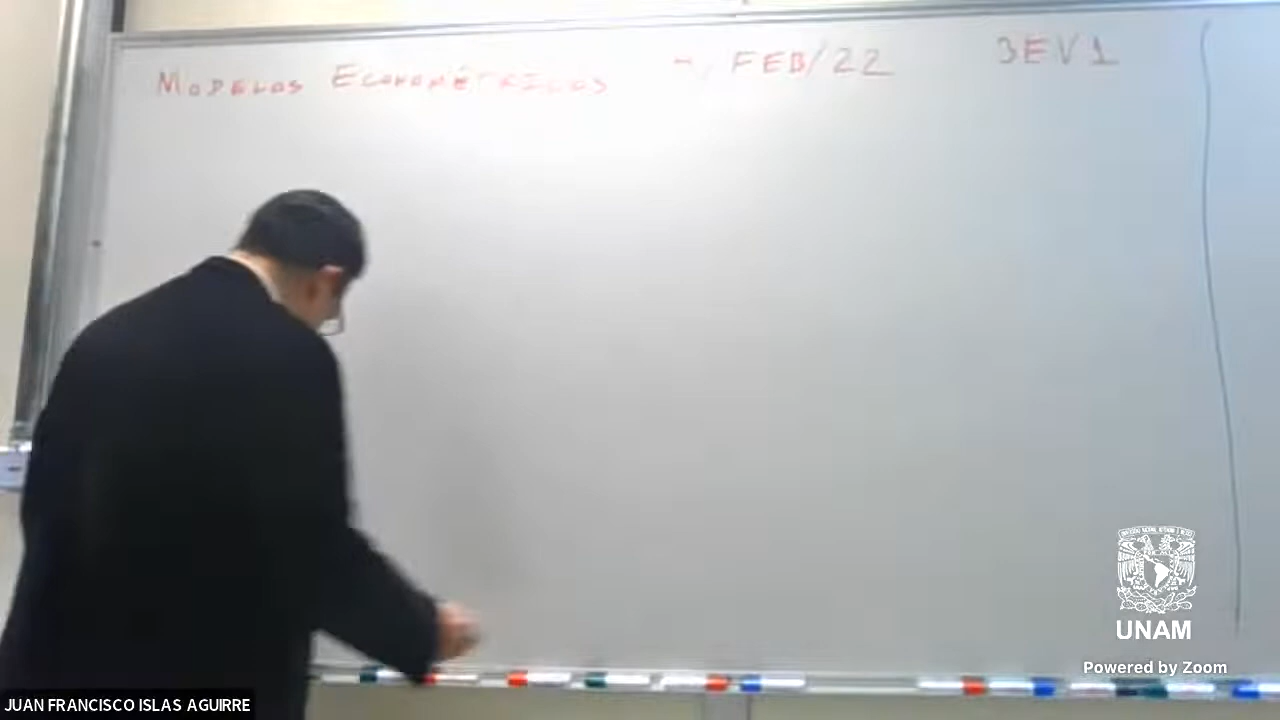 MODELOS ECONOMÉTRICOS /FEB/22 3EV1
UNAM
Powered by Zoom
JUAN FRANCISCO ISLAS AGUIRRE